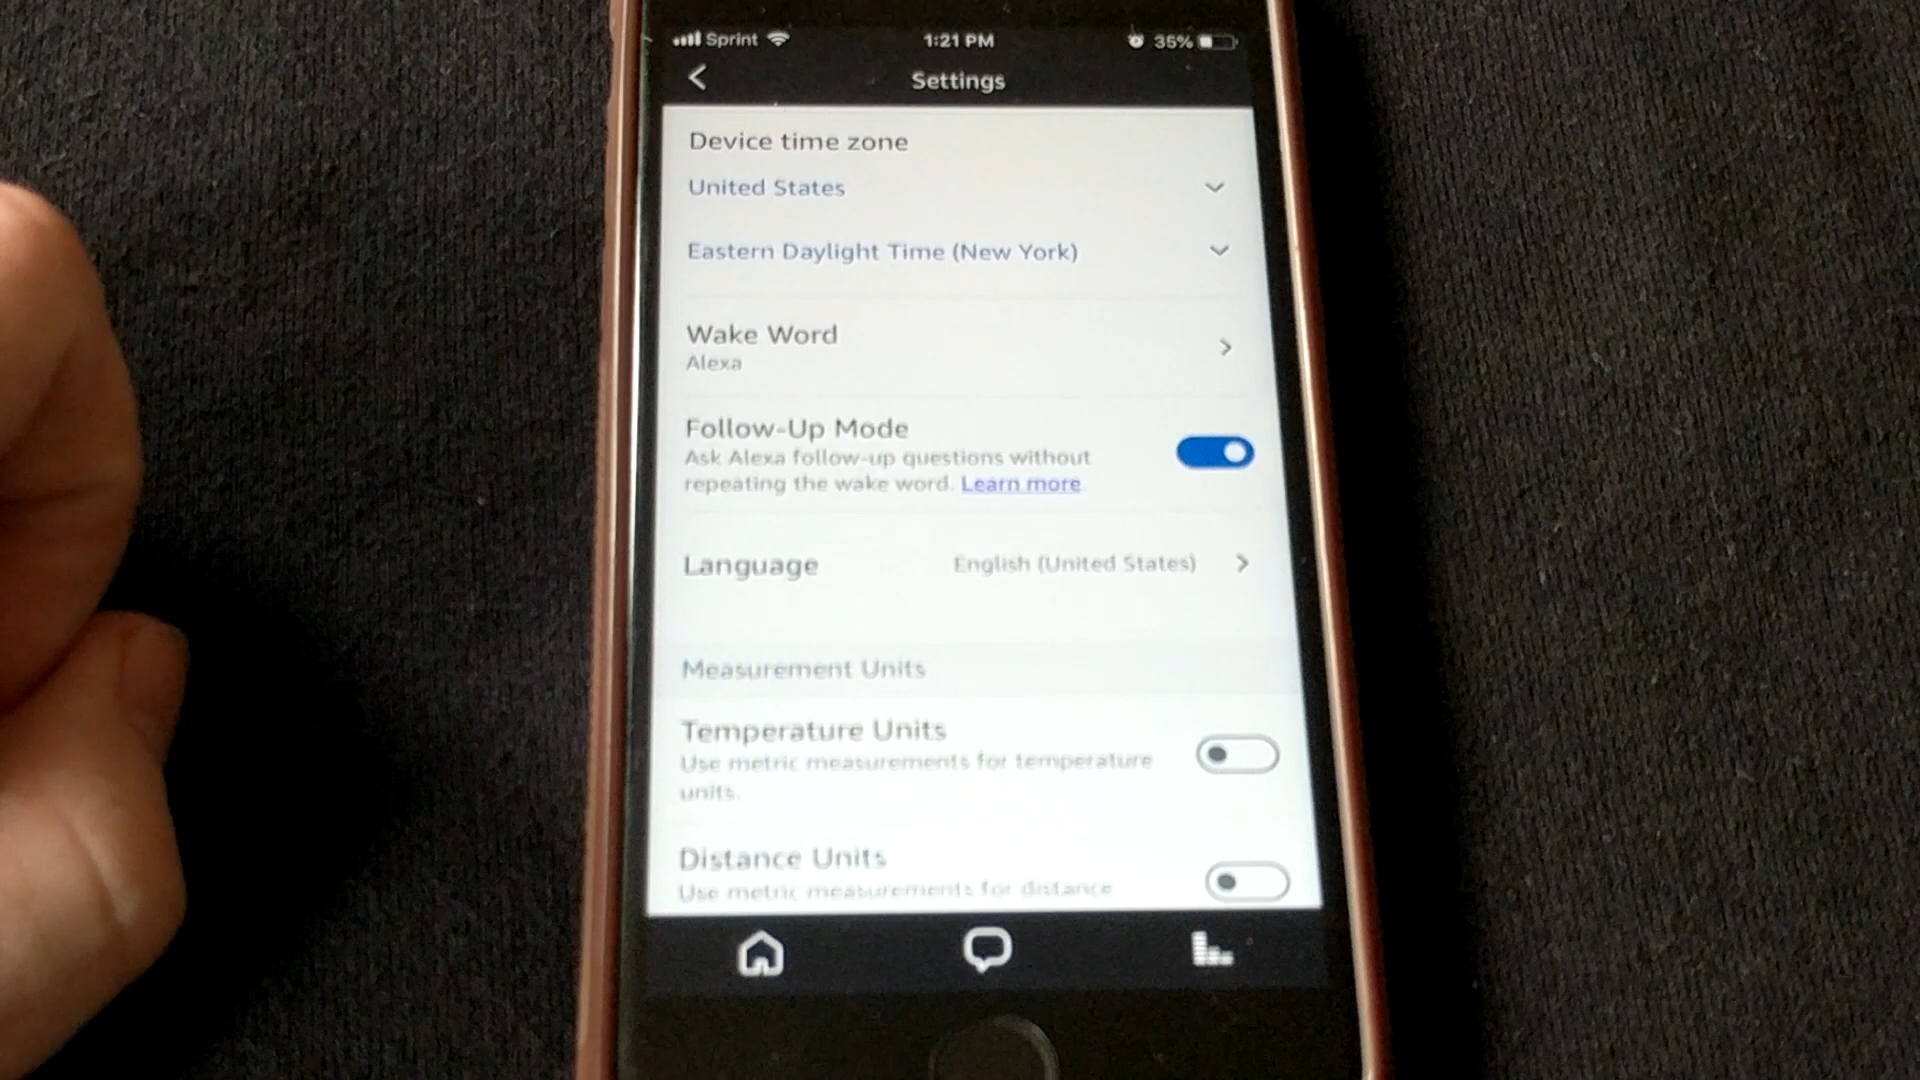 Sprint 1:21 PM 35%
Settings
Device time zone
United States
Eastern Daylight Time (New York)
Wake Word
Alexa
Follow-Up Mode
Ask Alexa follow-up questions without
repeating the wake word. Learn more
Language English (United States)
Measurement Units
Temperature Units
Use metric measurements for temperature
units.
Distance Units
Use metric measurements for distance